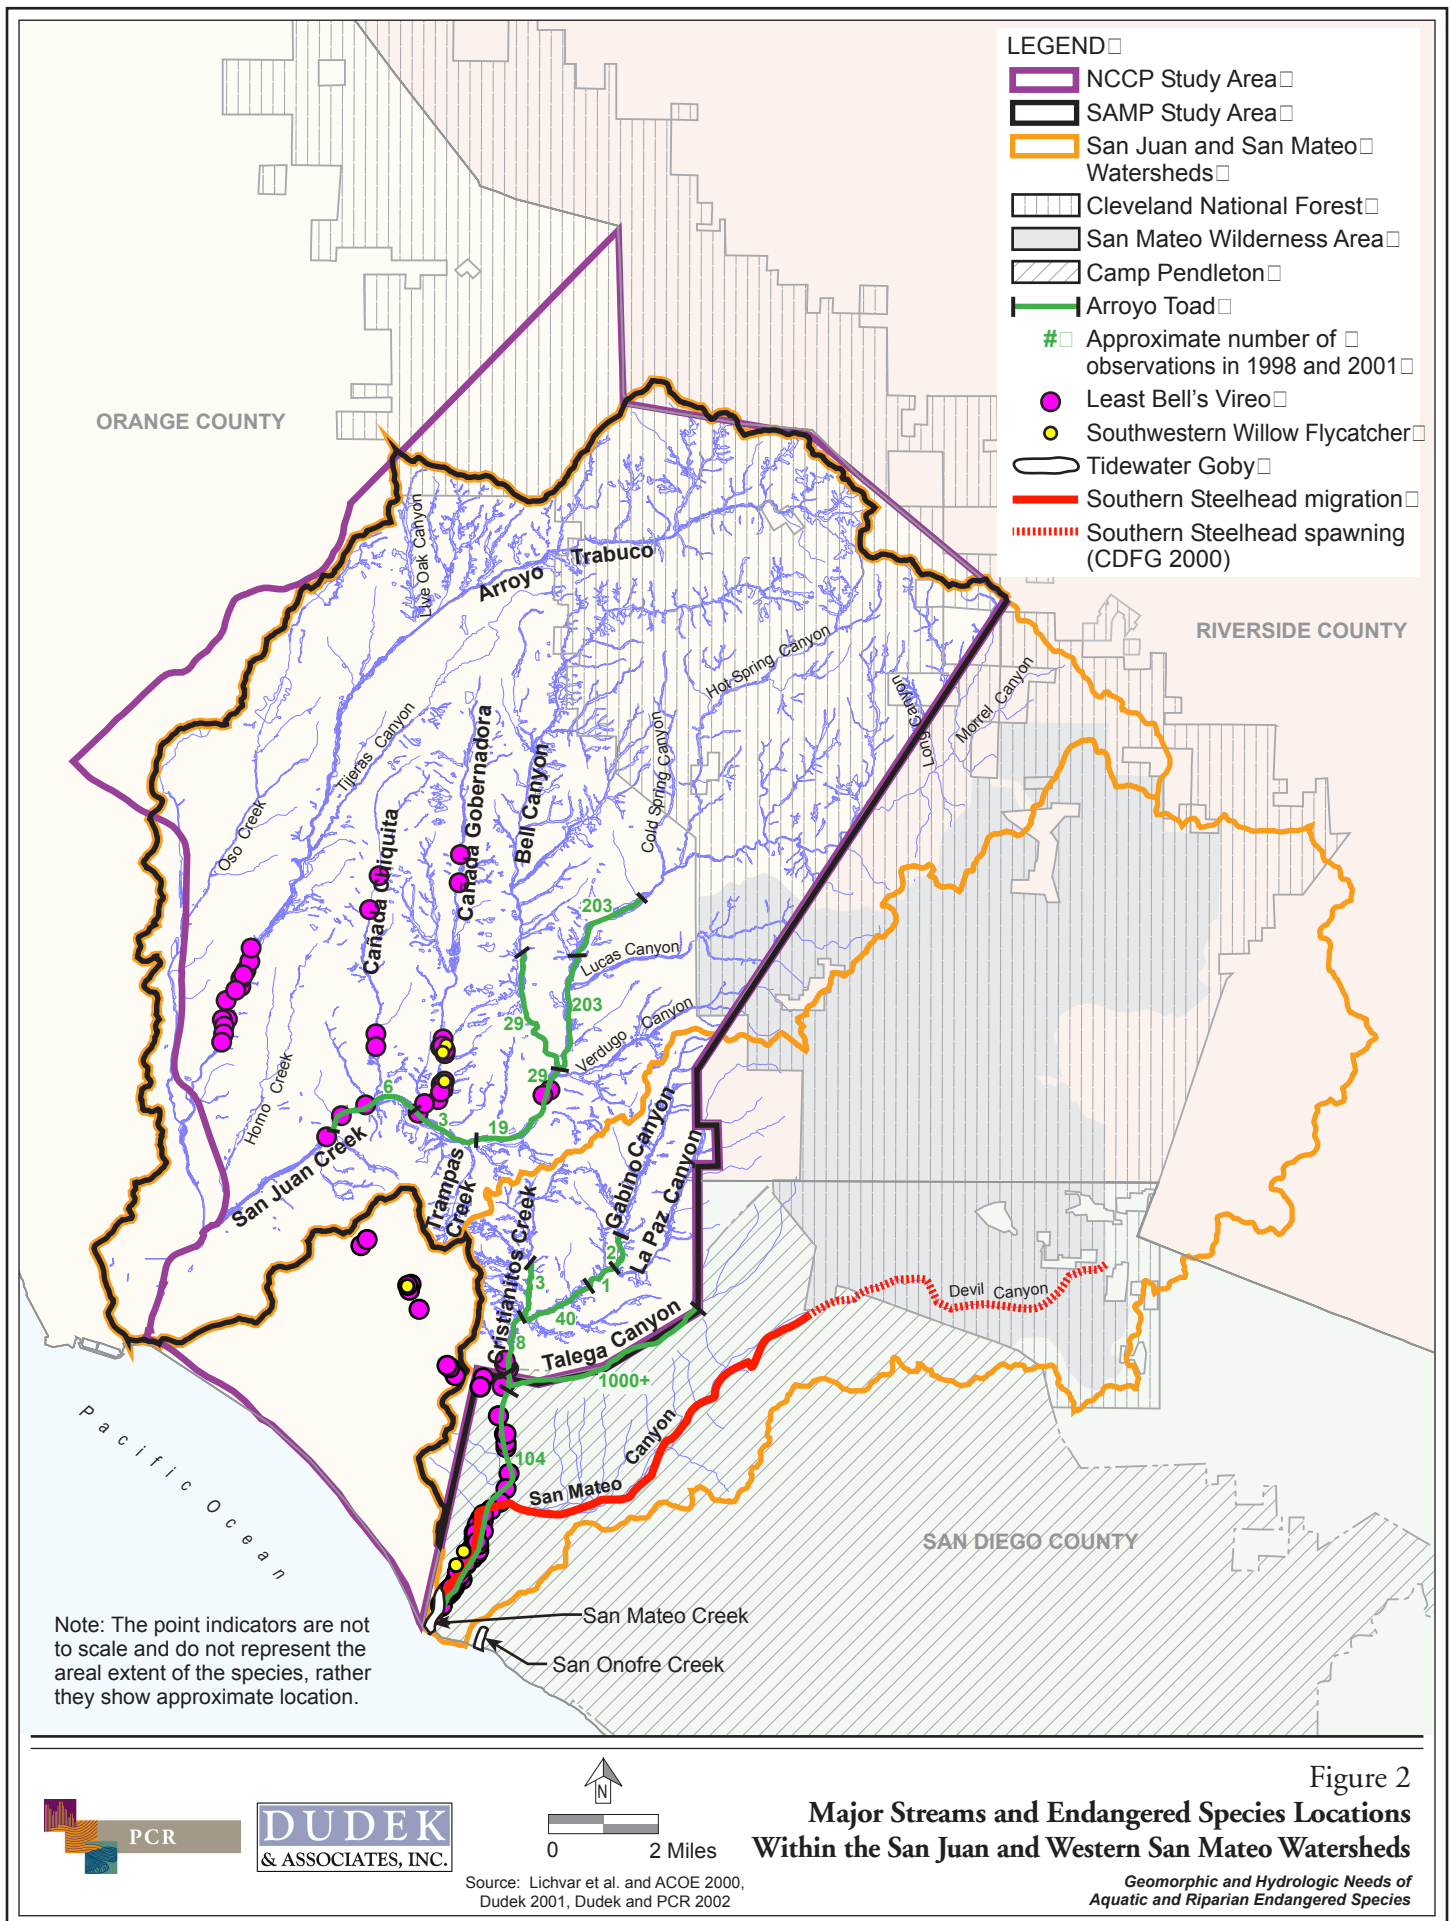 LEGEND
NCCP Study Area
SAMP Study Area
San Juan and San Mateo
Watersheds
Cleveland National Forest
San Mateo Wilderness Area
Camp Pendleton
Arroyo Toad
# Approximate number of
observations in 1998 and 2001
Least Bell's Vireo
Southwestern Willow Flycatcher
Tidewater Goby
Southern Steelhead migration
Southern Steelhead spawning
(CDFG 2000)
ORANGE COUNTY
RIVERSIDE COUNTY
SAN DIEGO COUNTY
Live Oak Canyon
Arroyo Trabuco
Hot Spring Canyon
Long Canyon
Morrel Canyon
Tijeras Canyon
Cañada Gobernadora
Bell Canyon
Cold Spring Canyon
Oso Creek
Cañada Chiquita
203
Lucas Canyon
203
29
Verdugo Canyon
29
Horno Creek
6
3
19
San Juan Creek
Trampas
Creek
Gabino Canyon
La Paz Canyon
Cristianitos Creek
2
3
1
40
8
Talega Canyon
1000+
Devil Canyon
104
San Mateo Canyon
Pacific Ocean
San Mateo Creek
San Onofre Creek
Note: The point indicators are not
to scale and do not represent the
areal extent of the species, rather
they show approximate location.
PCR
DUDEK
& ASSOCIATES, INC.
N
0 2 Miles
Source: Lichvar et al. and ACOE 2000,
Dudek 2001, Dudek and PCR 2002
Figure 2
Major Streams and Endangered Species Locations
Within the San Juan and Western San Mateo Watersheds
Geomorphic and Hydrologic Needs of
Aquatic and Riparian Endangered Species